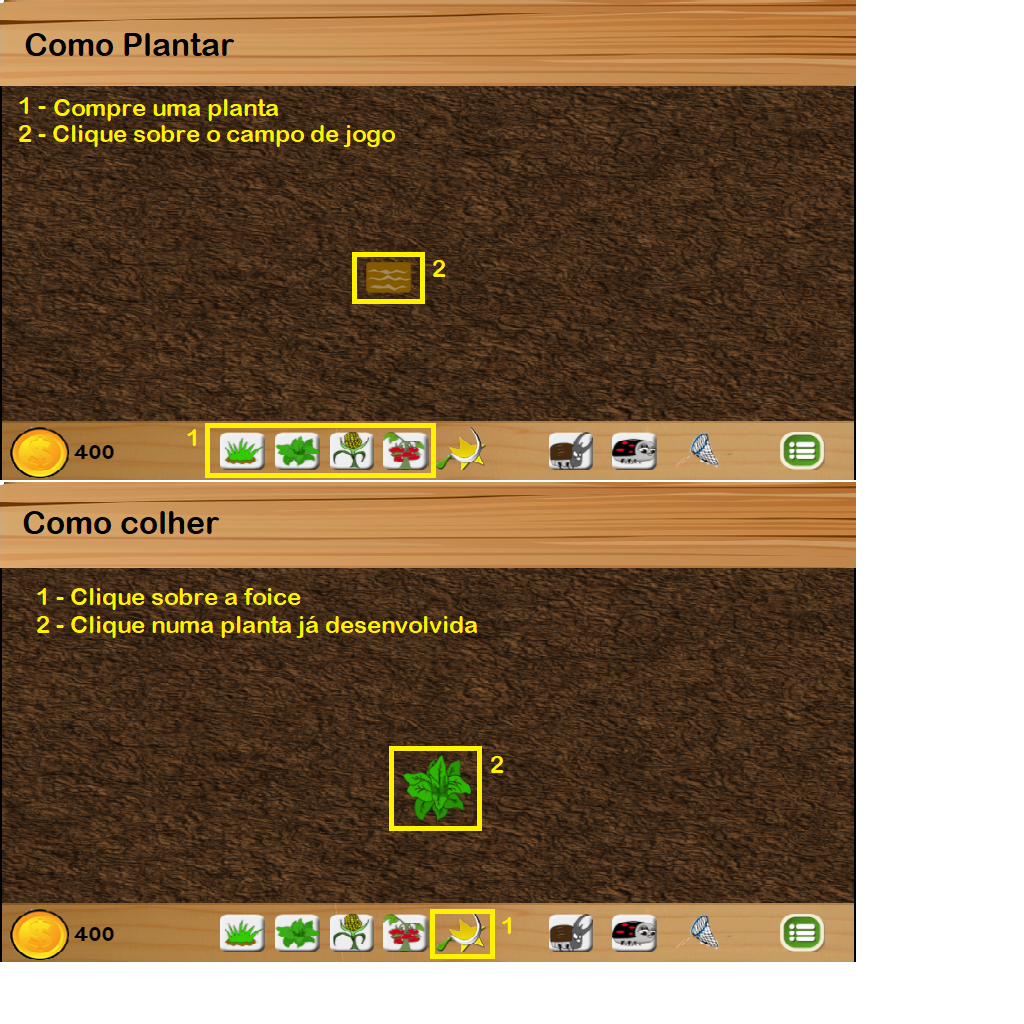 Como Plantar
1 - Compre uma planta
2 - Clique sobre o campo de jogo
2
1
400
Como colher
1 - Clique sobre a foice
2 - Clique numa planta já desenvolvida
2
400
1